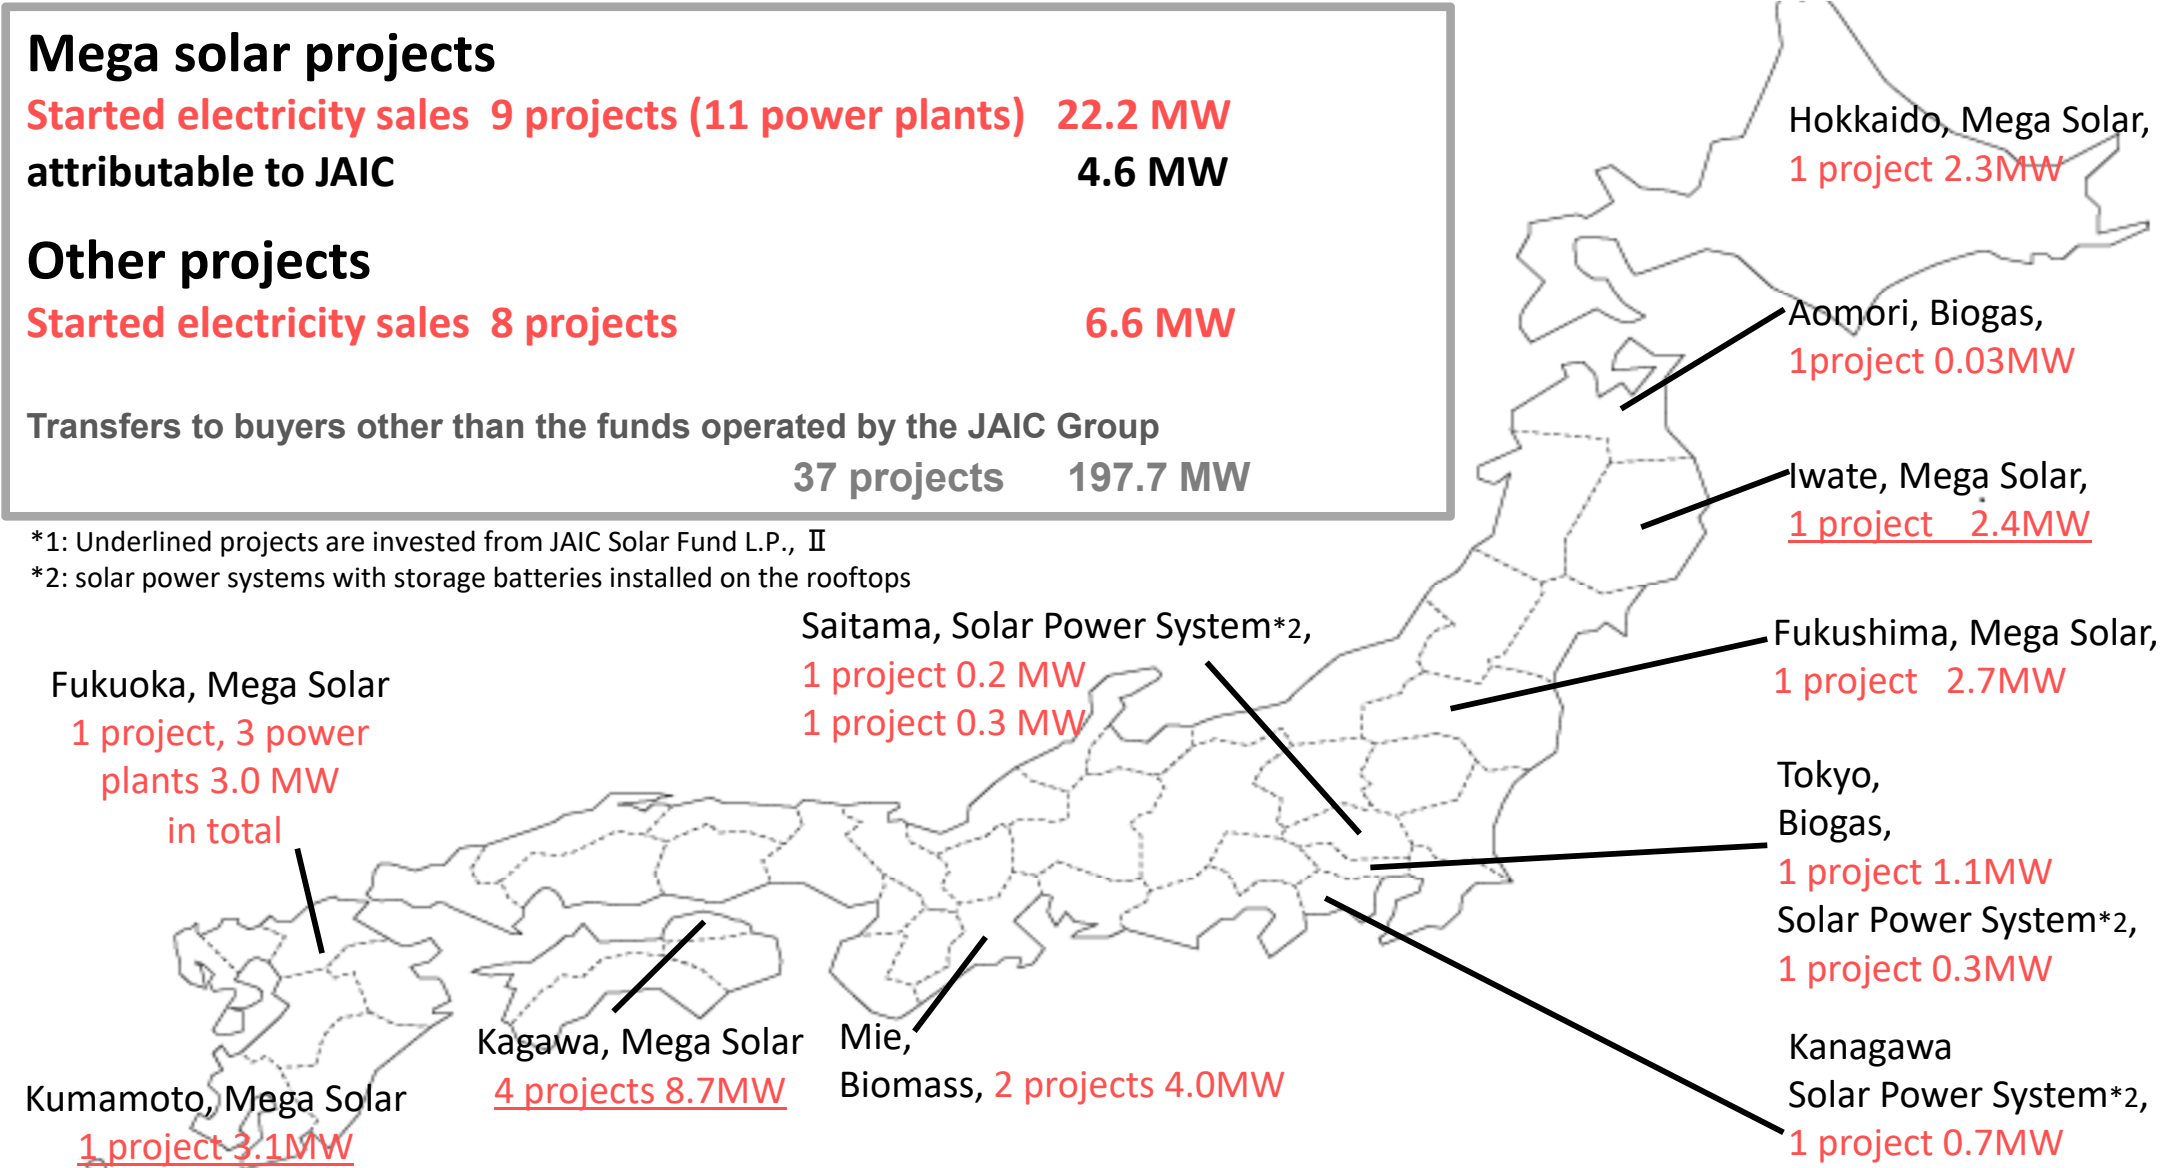 Mega solar projects
Started electricity sales 9 projects (11 power plants) 22.2 MW
attributable to JAIC 4.6 MW
Other projects
Started electricity sales 8 projects 6.6 MW
Transfers to buyers other than the funds operated by the JAIC Group
37 projects 197.7 MW
*1: Underlined projects are invested from JAIC Solar Fund L.P., Ⅱ
*2: solar power systems with storage batteries installed on the rooftops
Hokkaido, Mega Solar,
1 project 2.3MW
Aomori, Biogas,
1project 0.03MW
Iwate, Mega Solar,
1 project 2.4MW
Fukushima, Mega Solar,
1 project 2.7MW
Saitama, Solar Power System*2,
1 project 0.2 MW
1 project 0.3 MW
Tokyo,
Biogas,
1 project 1.1MW
Solar Power System*2,
1 project 0.3MW
Kanagawa
Solar Power System*2,
1 project 0.7MW
Fukuoka, Mega Solar
1 project, 3 power
plants 3.0 MW
in total
Kagawa, Mega Solar
4 projects 8.7MW
Mie,
Biomass, 2 projects 4.0MW
Kumamoto, Mega Solar
1 project 3.1MW